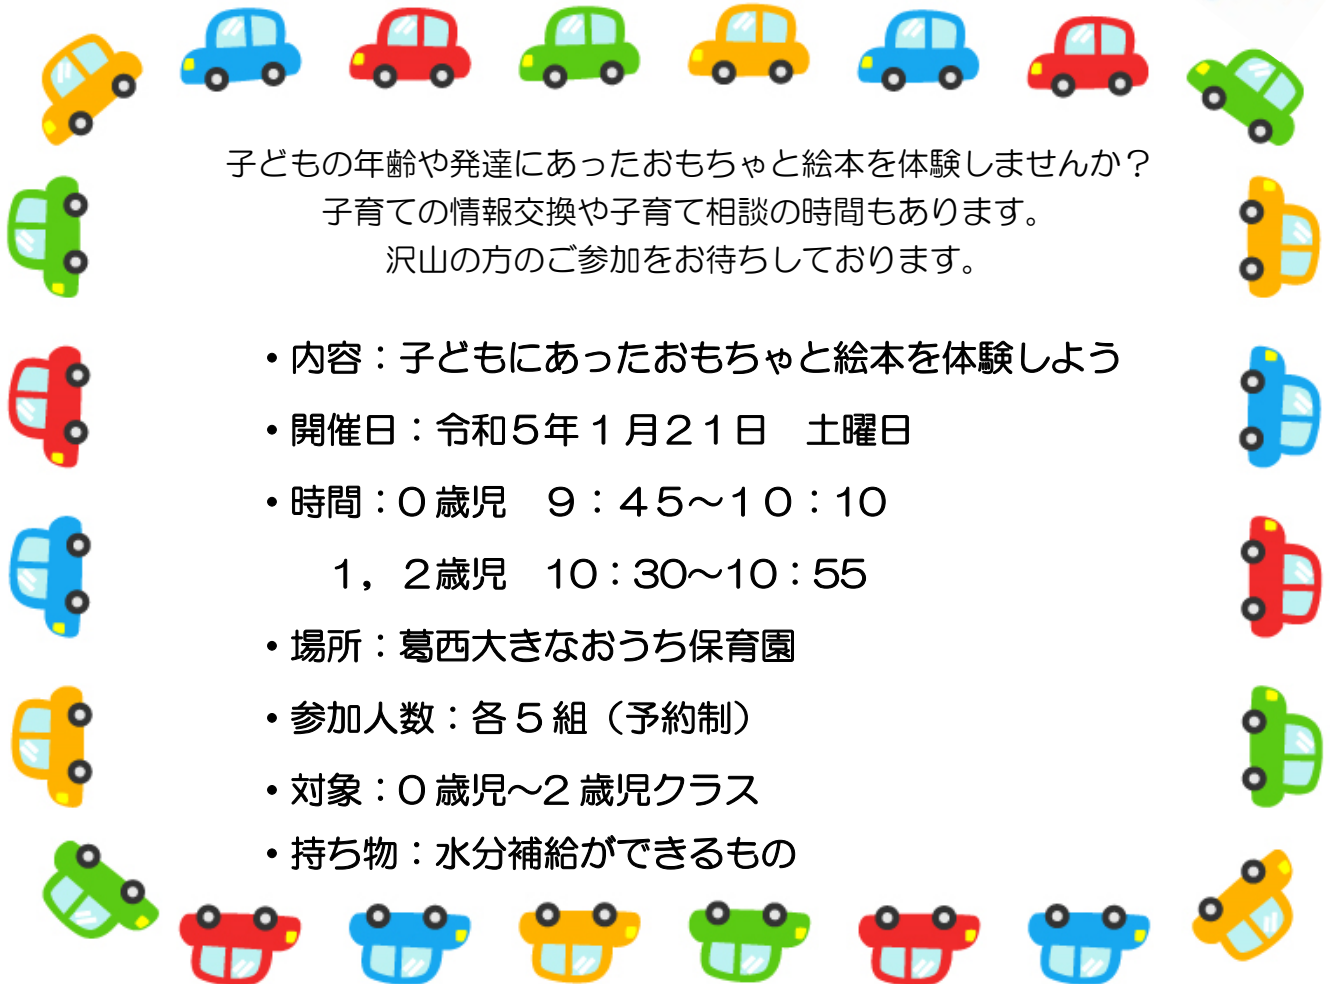 子どもの年齢や発達にあったおもちゃと絵本を体験しませんか？
子育ての情報交換や子育て相談の時間もあります。
沢山の方のご参加をお待ちしております。
・内容：子どもにあったおもちゃと絵本を体験しよう
・開催日：令和５年１月２１日　土曜日
・時間：０歳児　９：４５～１０：１０
１，２歳児　１０：３０～１０：５５
・場所：葛西大きなおうち保育園
・参加人数：各５組（予約制）
・対象：０歳児～２歳児クラス
・持ち物：水分補給ができるもの